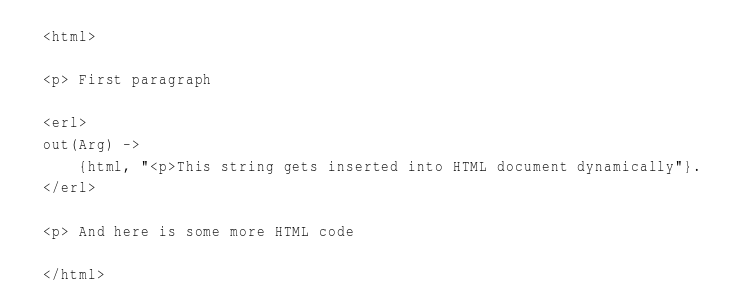 <html>
<p> First paragraph
<erl>
out(Arg) ->
    {html, "<p>This string gets inserted into HTML document dynamically"}.
</erl>
<p> And here is some more HTML code
</html>